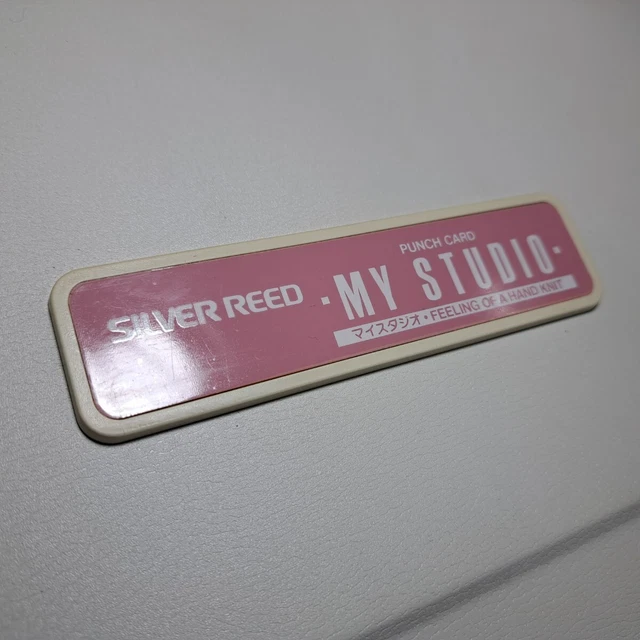 SILVER REED
PUNCH CARD
·MY STUDIO·
マイスタジオ・FEELING OF A HAND-KNIT